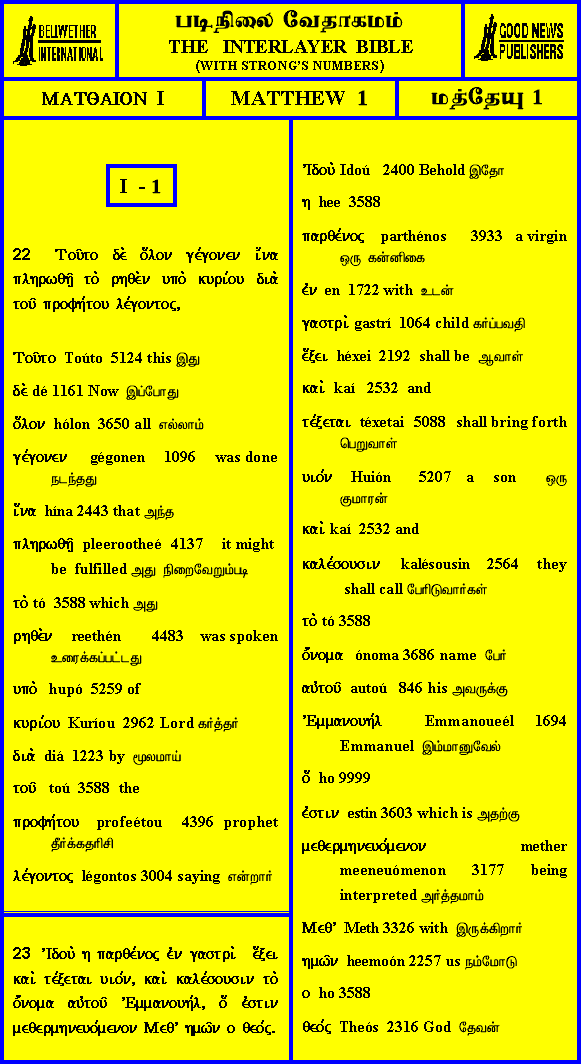 BELLWETHER
INTERNATIONAL
படிநிலை வேதாகமம்
THE INTERLAYER BIBLE
(WITH STRONG'S NUMBERS)
GOOD NEWS
PUBLISHERS
ΜΑΤΘΑΙΟΝ Ι
MATTHEW 1
மத்தேயு 1
I - 1
22 Τοῦτο δὲ ὅλον γέγονεν ἵνα
πληρωθῇ τὸ ρηθὲν υπὸ κυρίου διὰ
τοῦ προφήτου λέγοντος,
Τοῦτο Toúto 5124 this இது
δὲ dé 1161 Now இப்போது
ὅλον hólon 3650 all எல்லாம்
γέγονεν gégonen 1096 was done
நடந்தது
ἵνα hína 2443 that அந்த
πληρωθῇ pleerootheé 4137 it might
be fulfilled அது நிறைவேறும்படி
τὸ tó 3588 which அது
ρηθὲν reethén 4483 was spoken
உரைக்கப்பட்டது
υπὸ hupó 5259 of
κυρίου Kuríou 2962 Lord கர்த்தர்
διὰ diá 1223 by மூலமாய்
τοῦ toú 3588 the
προφήτου profeétou 4396 prophet
தீர்க்கதரிசி
λέγοντος légontos 3004 saying என்றார்
23 Ἰδοὺ η παρθένος ἐν γαστρὶ ἕξει
καὶ τέξεται υιόν, καὶ καλέσουσιν τὸ
ὄνομα αὐτοῦ Ἐμμανουήλ, ὅ ἐστιν
μεθερμηνευόμενον Μεθ' ημῶν ο θεός.
Ἰδοὺ Idoú 2400 Behold இதோ
η hee 3588
παρθένος parthénos 3933 a virgin
ஒரு கன்னிகை
ἐν en 1722 with உடன்
γαστρὶ gastrí 1064 child கர்ப்பவதி
ἕξει héxei 2192 shall be ஆவாள்
καὶ kaí 2532 and
τέξεται téxetai 5088 shall bring forth
பெறுவாள்
υιόν Huión 5207 a son ஒரு
குமாரன்
καὶ kaí 2532 and
καλέσουσιν kalésousin 2564 they
shall call பேரிடுவார்கள்
τὸ tó 3588
ὄνομα ónoma 3686 name பேர்
αὐτοῦ autoú 846 his அவருக்கு
Ἐμμανουήλ Emmanoueél 1694
Emmanuel இம்மானுவேல்
ὅ ho 9999
ἐστιν estin 3603 which is அதற்கு
μεθερμηνευόμενον mether
meeneuómenon 3177 being
interpreted அர்த்தமாம்
Μεθ' Meth 3326 with இருக்கிறார்
ημῶν heemoón 2257 us நம்மோடு
ο ho 3588
θεός Theós 2316 God தேவன்